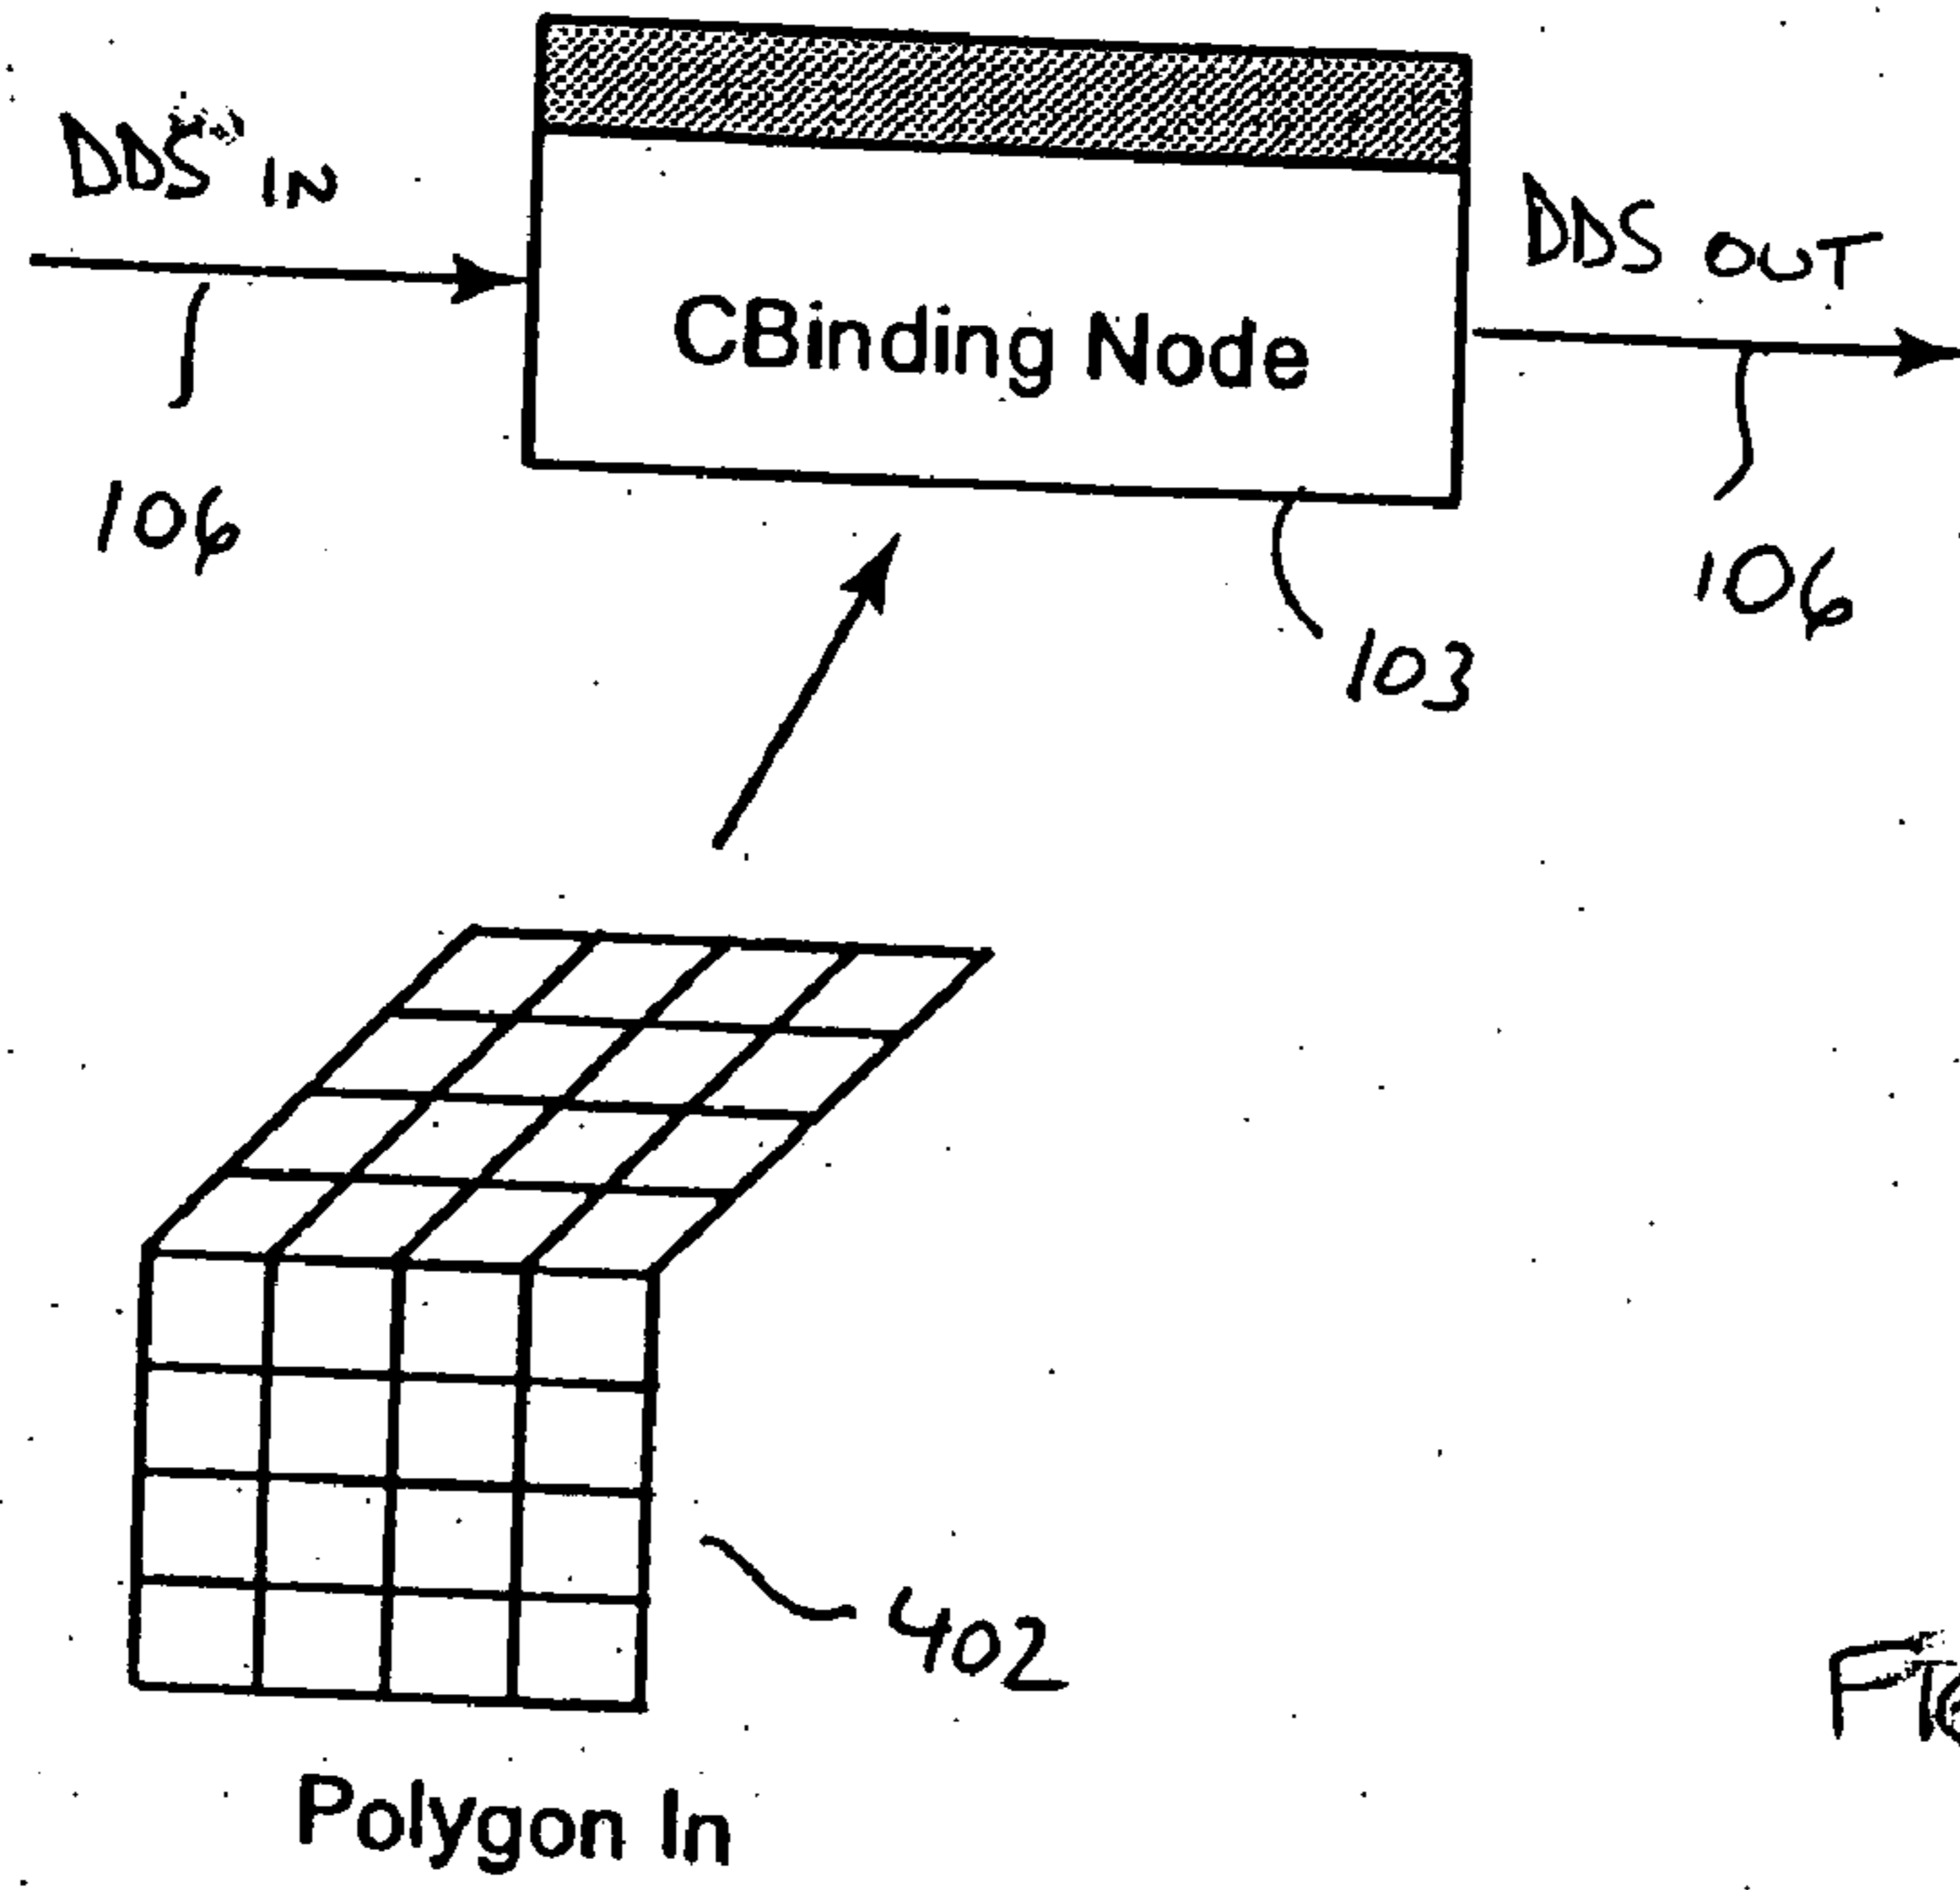 DDS IN
DDS OUT
CBinding Node
106
106
103
402
Polygon In